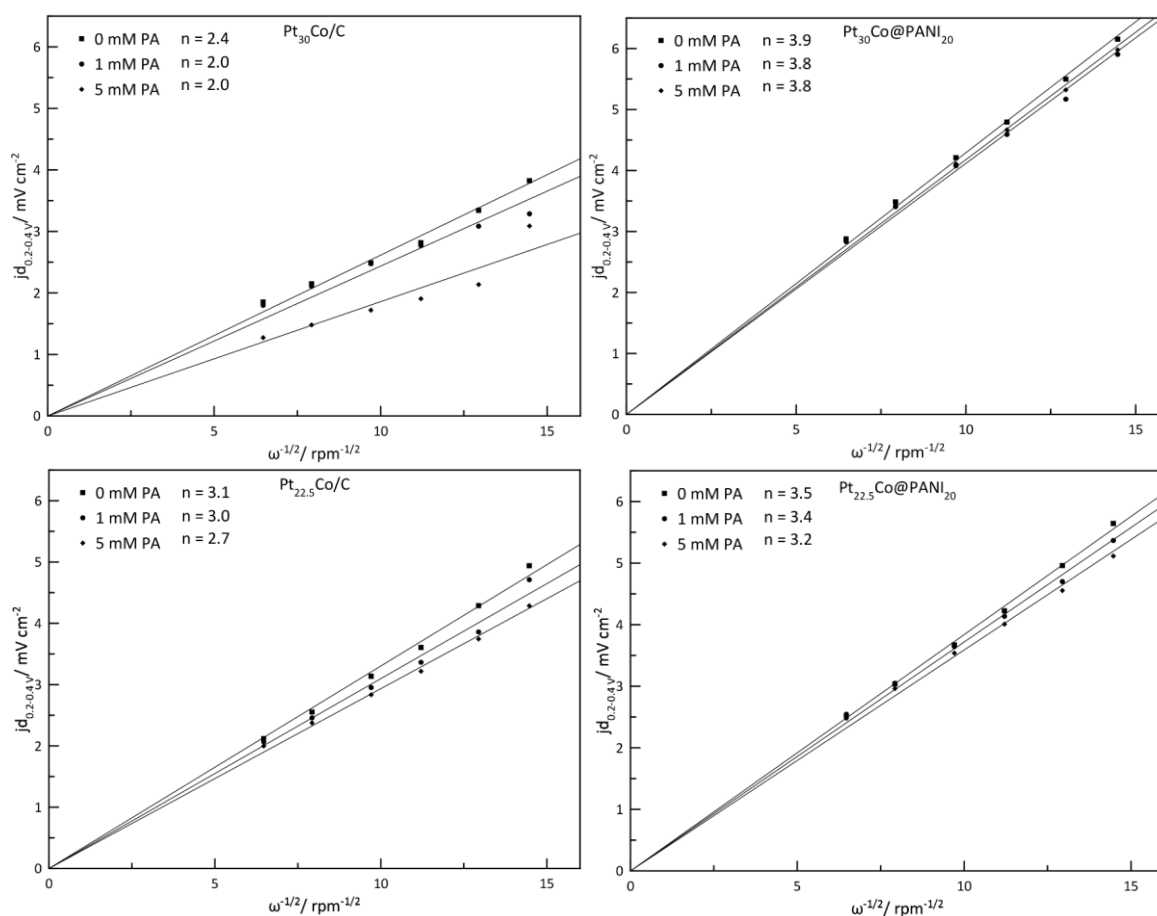 Pt30Co/C
■ 0 mM PA n = 2.4
● 1 mM PA n = 2.0
◆ 5 mM PA n = 2.0
6
5
4
3
2
1
0
jd0.2-0.4 V/ mV cm-2
0 5 10 15
ω-1/2/ rpm-1/2
Pt30Co@PANI20
■ 0 mM PA n = 3.9
● 1 mM PA n = 3.8
◆ 5 mM PA n = 3.8
6
5
4
3
2
1
0
jd0.2-0.4 V/ mV cm-2
0 5 10 15
ω-1/2/ rpm-1/2
Pt22.5Co/C
■ 0 mM PA n = 3.1
● 1 mM PA n = 3.0
◆ 5 mM PA n = 2.7
6
5
4
3
2
1
0
jd0.2-0.4 V/ mV cm-2
0 5 10 15
ω-1/2/ rpm-1/2
Pt22.5Co@PANI20
■ 0 mM PA n = 3.5
● 1 mM PA n = 3.4
◆ 5 mM PA n = 3.2
6
5
4
3
2
1
0
jd0.2-0.4 V/ mV cm-2
0 5 10 15
ω-1/2/ rpm-1/2